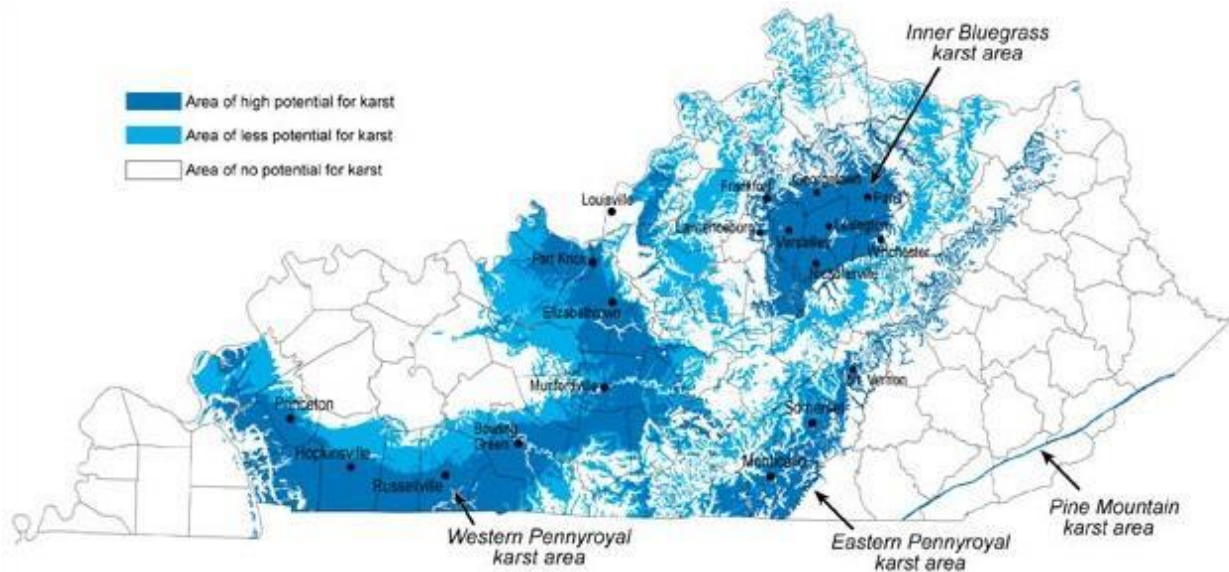 Inner Bluegrass
karst area
Area of high potential for karst
Area of less potential for karst
Area of no potential for karst
Louisville
Frankfort
Georgetown
Paris
Lawrenceburg
Versailles
Lexington
Winchester
Nicholasville
Fort Knox
Elizabethtown
Munfordville
Mt. Vernon
Somerset
Princeton
Bowling
Green
Hopkinsville
Russellville
Monticello
Western Pennyroyal
karst area
Eastern Pennyroyal
karst area
Pine Mountain
karst area